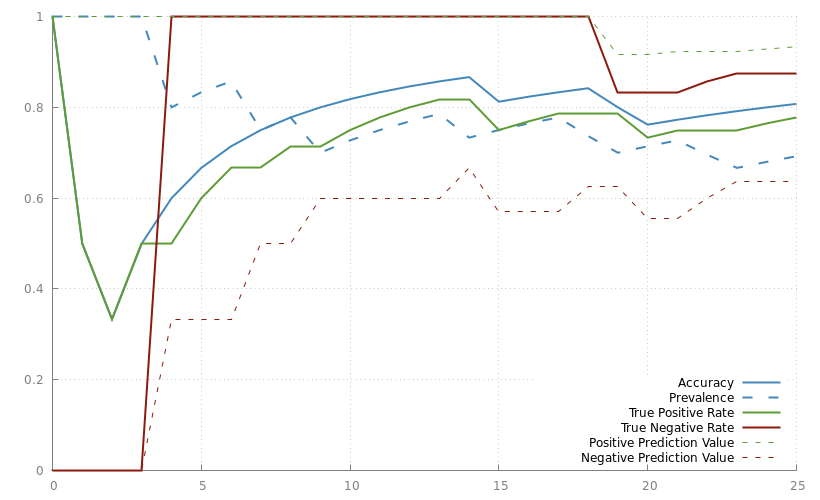 1
0.8
0.6
0.4
0.2
0
Accuracy
Prevalence
True Positive Rate
True Negative Rate
Positive Prediction Value
Negative Prediction Value
0 5 10 15 20 25